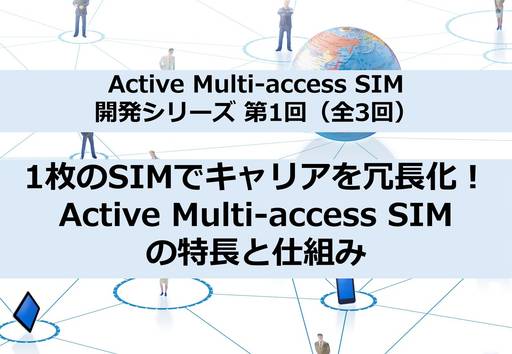 Active Multi-access SIM
開発シリーズ 第1回（全3回）
1枚のSIMでキャリアを冗長化！
Active Multi-access SIM
の特長と仕組み